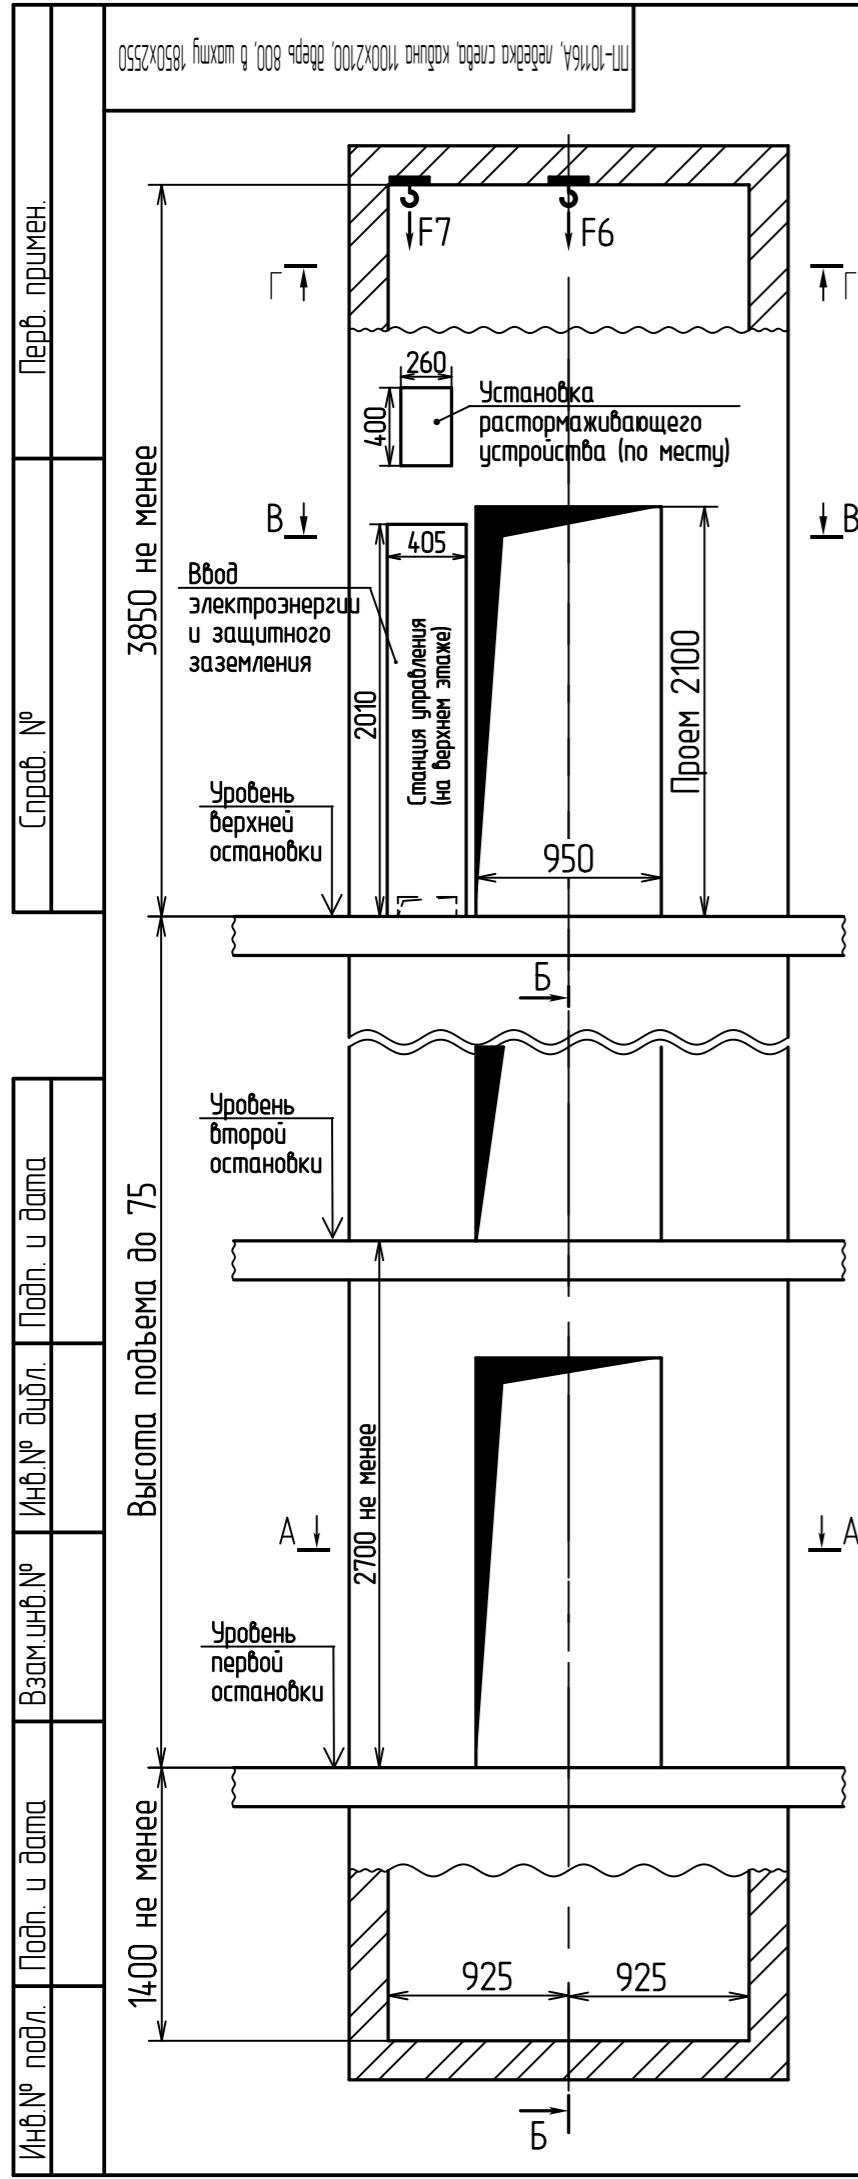 ПП-1011БА, лебедка слева, кабина 1100х2100, дверь 800, в шахту 1850х2550
Перв. примен.
Справ. №
Подп. и дата
Инв.№ дубл.
Взам.инв.№
Подп. и дата
Инв.№ подл.
F7
F6
Г
Г
260
400
Установка
растормаживающего
устройства (по месту)
3850 не менее
В
В
405
Ввод
электроэнергии
и защитного
заземления
2010
Станция управления
(на верхнем этаже)
Проем 2100
Уровень
верхней
остановки
950
Б
Уровень
второй
остановки
Высота подъема до 75
2700 не менее
А
А
Уровень
первой
остановки
1400 не менее
925
925
Б